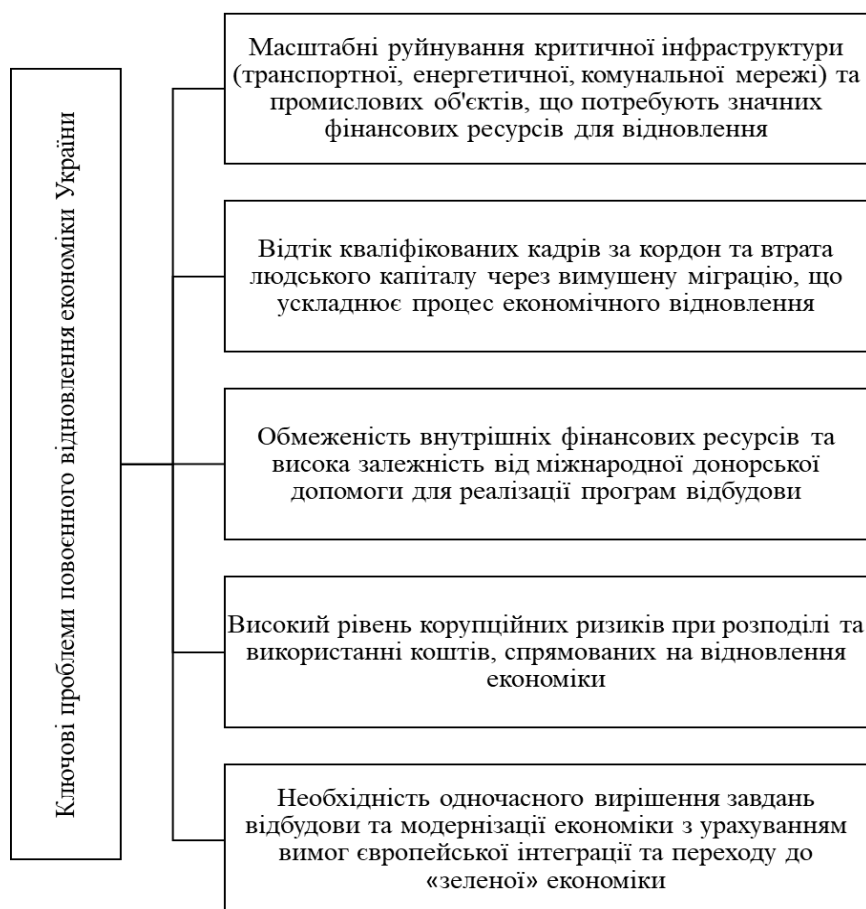 Ключові проблеми повоєнного відновлення економіки України
Масштабні руйнування критичної інфраструктури
(транспортної, енергетичної, комунальної мережі) та
промислових об'єктів, що потребують значних
фінансових ресурсів для відновлення
Відтік кваліфікованих кадрів за кордон та втрата
людського капіталу через вимушену міграцію, що
ускладнює процес економічного відновлення
Обмеженість внутрішніх фінансових ресурсів та
висока залежність від міжнародної донорської
допомоги для реалізації програм відбудови
Високий рівень корупційних ризиків при розподілі та
використанні коштів, спрямованих на відновлення
економіки
Необхідність одночасного вирішення завдань
відбудови та модернізації економіки з урахуванням
вимог європейської інтеграції та переходу до
«зеленої» економіки